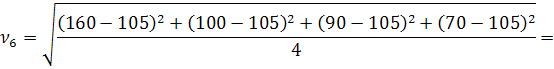 ν₆ = √((160 − 105)² + (100 − 105)² + (90 − 105)² + (70 − 105)² / 4) =